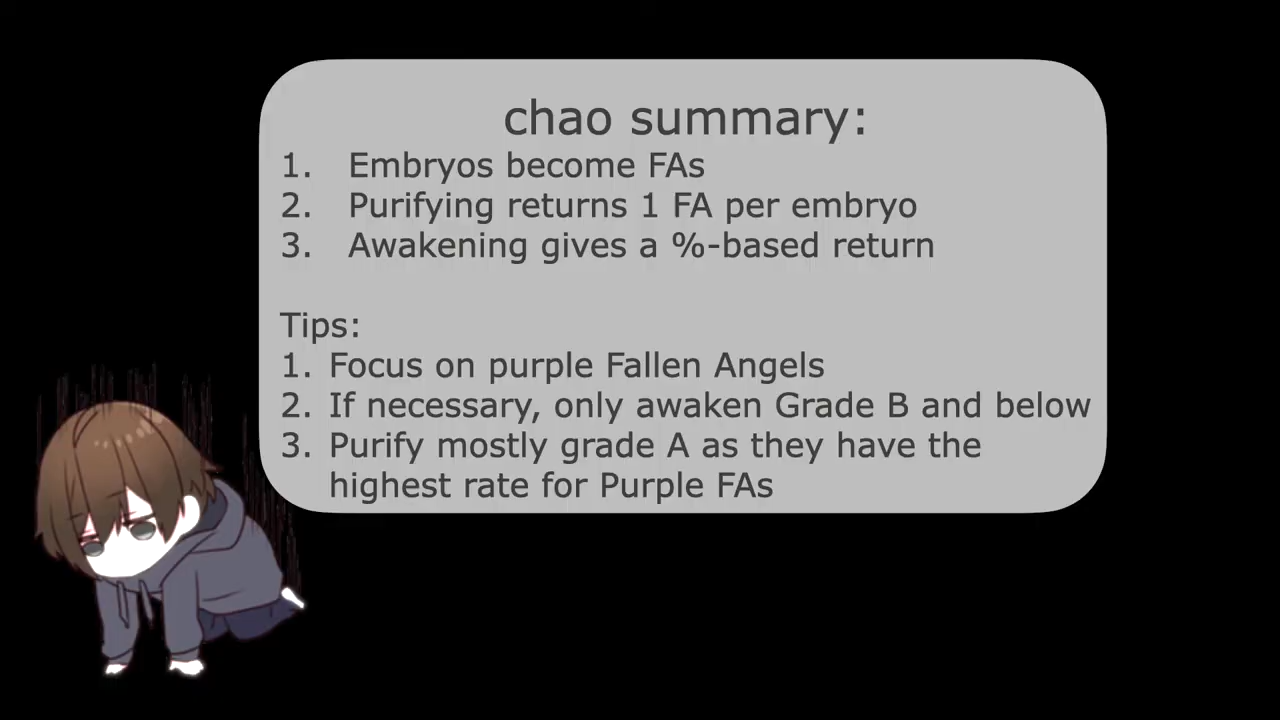 chao summary:
1. Embryos become FAs
2. Purifying returns 1 FA per embryo
3. Awakening gives a %-based return
Tips:
1. Focus on purple Fallen Angels
2. If necessary, only awaken Grade B and below
3. Purify mostly grade A as they have the
highest rate for Purple FAs